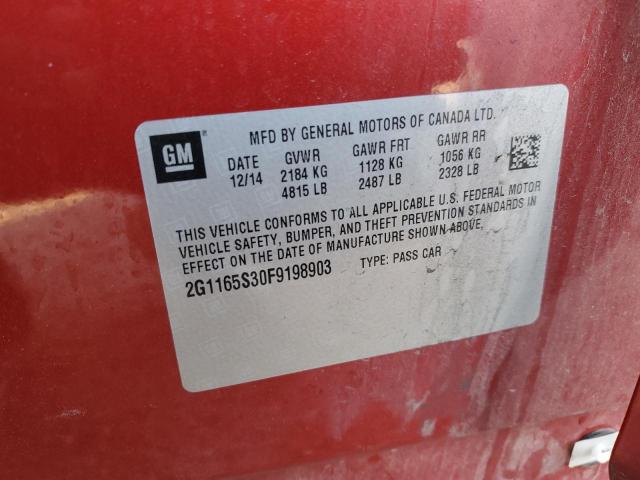 MFD BY GENERAL MOTORS OF CANADA LTD.
GM
DATE GVWR GAWR FRT GAWR RR
12/14 2184 KG 1128 KG 1056 KG
4815 LB 2487 LB 2328 LB
THIS VEHICLE CONFORMS TO ALL APPLICABLE U.S. FEDERAL MOTOR
VEHICLE SAFETY, BUMPER, AND THEFT PREVENTION STANDARDS IN
EFFECT ON THE DATE OF MANUFACTURE SHOWN ABOVE.
2G1165S30F9198903 TYPE: PASS CAR